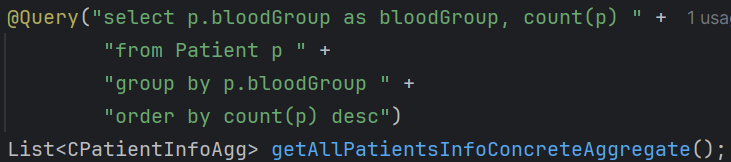 @Query("select p.bloodGroup as bloodGroup, count(p) " + 1 usa
"from Patient p " +
"group by p.bloodGroup " +
"order by count(p) desc")
List<CPatientInfoAgg> getAllPatientsInfoConcreteAggregate();